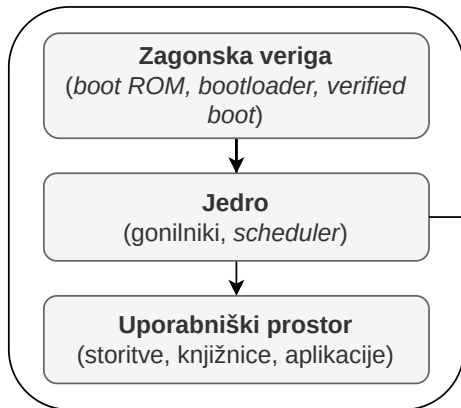 Zagonska veriga
(boot ROM, bootloader, verified
boot)
Jedro
(gonilniki, scheduler)
Uporabniški prostor
(storitve, knjižnice, aplikacije)